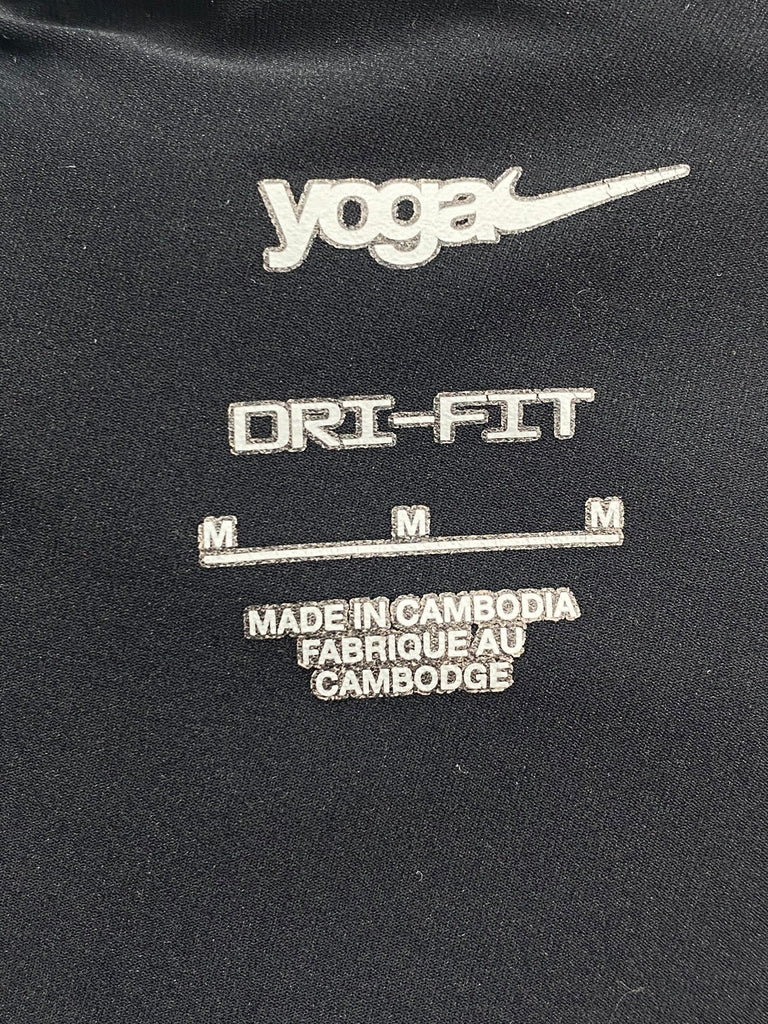 yoga
DRI-FIT
M M M
MADE IN CAMBODIA
FABRIQUE AU
CAMBODGE